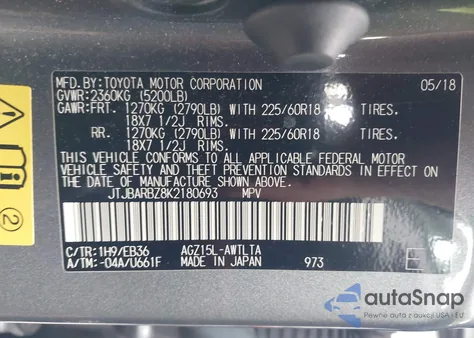 MFD.BY:TOYOTA MOTOR CORPORATION 05/18
GVWR:2360KG (5200LB)
GAWR:FRT. 1270KG (2790LB) WITH 225/60R18 TIRES.
18X7 1/2J RIMS.
RR. 1270KG (2790LB) WITH 225/60R18 TIRES.
18X7 1/2J RIMS.
THIS VEHICLE CONFORMS TO ALL APPLICABLE FEDERAL MOTOR
VEHICLE SAFETY AND THEFT PREVENTION STANDARDS IN EFFECT ON
THE DATE OF MANUFACTURE SHOWN ABOVE.
JTJBARBZ8K2180693 MPV E
C/TR:1H9/EB36 AGZ15L-AWTLTA
A/TM:-04A/U661F MADE IN JAPAN 973
2
autoSnap
Powered by